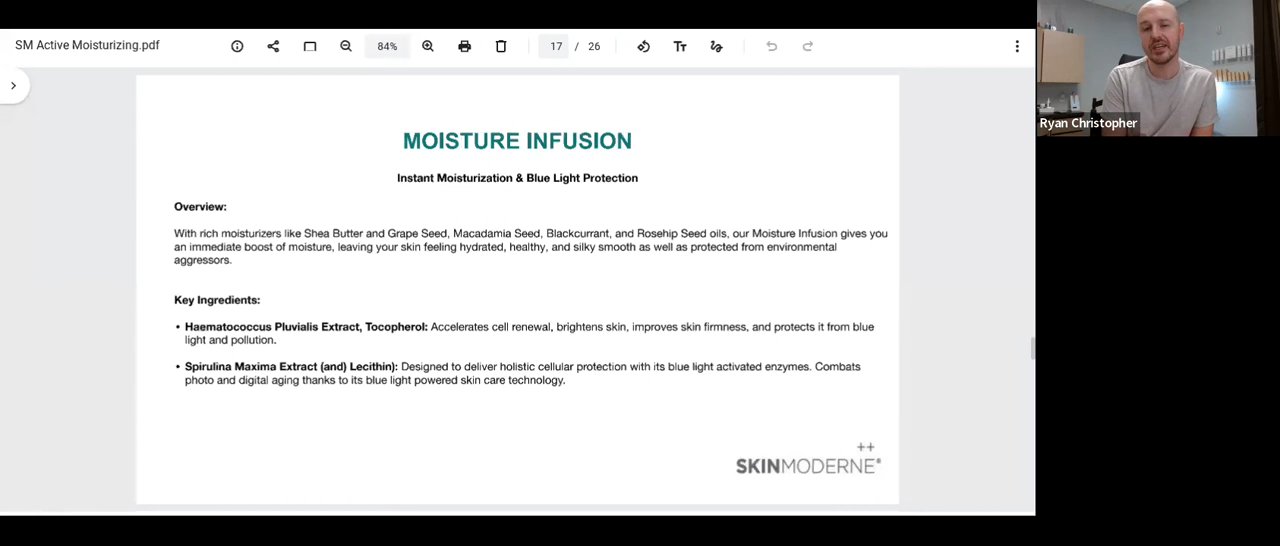 SM Active Moisturizing.pdf
84%
17 / 26
Ryan Christopher
MOISTURE INFUSION
Instant Moisturization & Blue Light Protection
Overview:
With rich moisturizers like Shea Butter and Grape Seed, Macadamia Seed, Blackcurrant, and Rosehip Seed oils, our Moisture Infusion gives you
an immediate boost of moisture, leaving your skin feeling hydrated, healthy, and silky smooth as well as protected from environmental
aggressors.
Key Ingredients:
• Haematococcus Pluvialis Extract, Tocopherol: Accelerates cell renewal, brightens skin, improves skin firmness, and protects it from blue
light and pollution.
• Spirulina Maxima Extract (and) Lecithin): Designed to deliver holistic cellular protection with its blue light activated enzymes. Combats
photo and digital aging thanks to its blue light powered skin care technology.
++
SKINMODERNE®